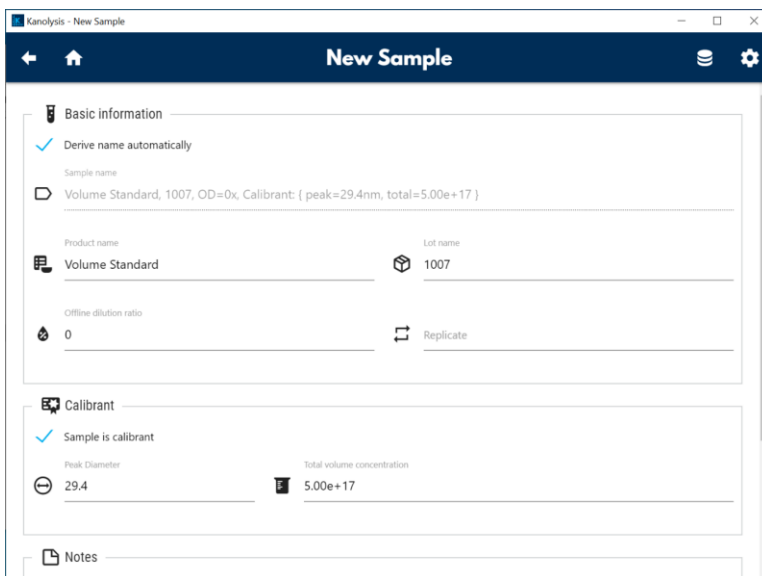 Kanolysis - New Sample
New Sample
Basic information
Derive name automatically
Sample name
Volume Standard, 1007, OD=0x, Calibrant: { peak=29.4nm, total=5.00e+17 }
Product name
Lot name
Volume Standard
1007
Offline dilution ratio
0
Replicate
Calibrant
Sample is calibrant
Peak Diameter
Total volume concentration
29.4
5.00e+17
Notes